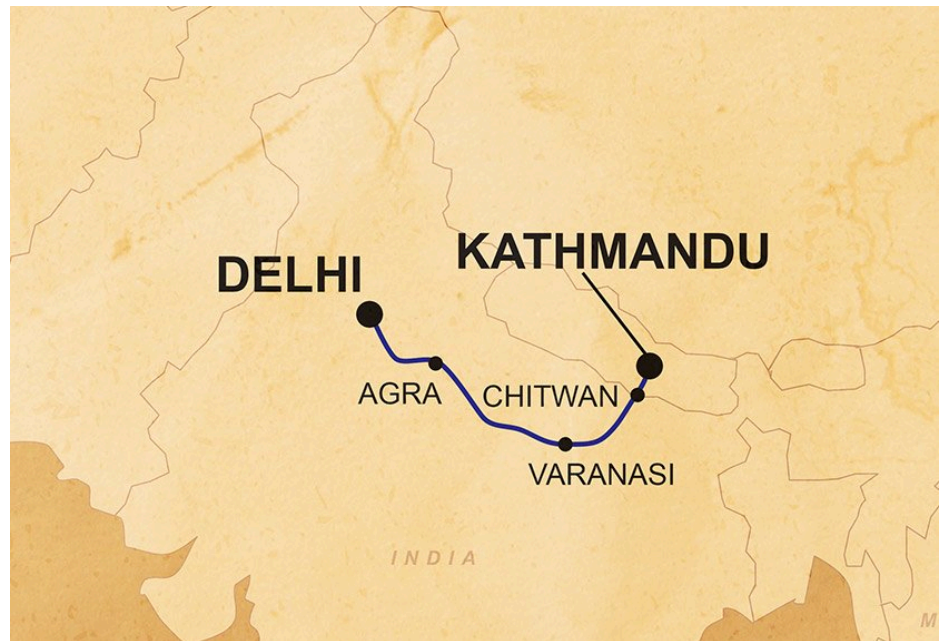 DELHI
KATHMANDU
AGRA
CHITWAN
VARANASI
INDIA
M